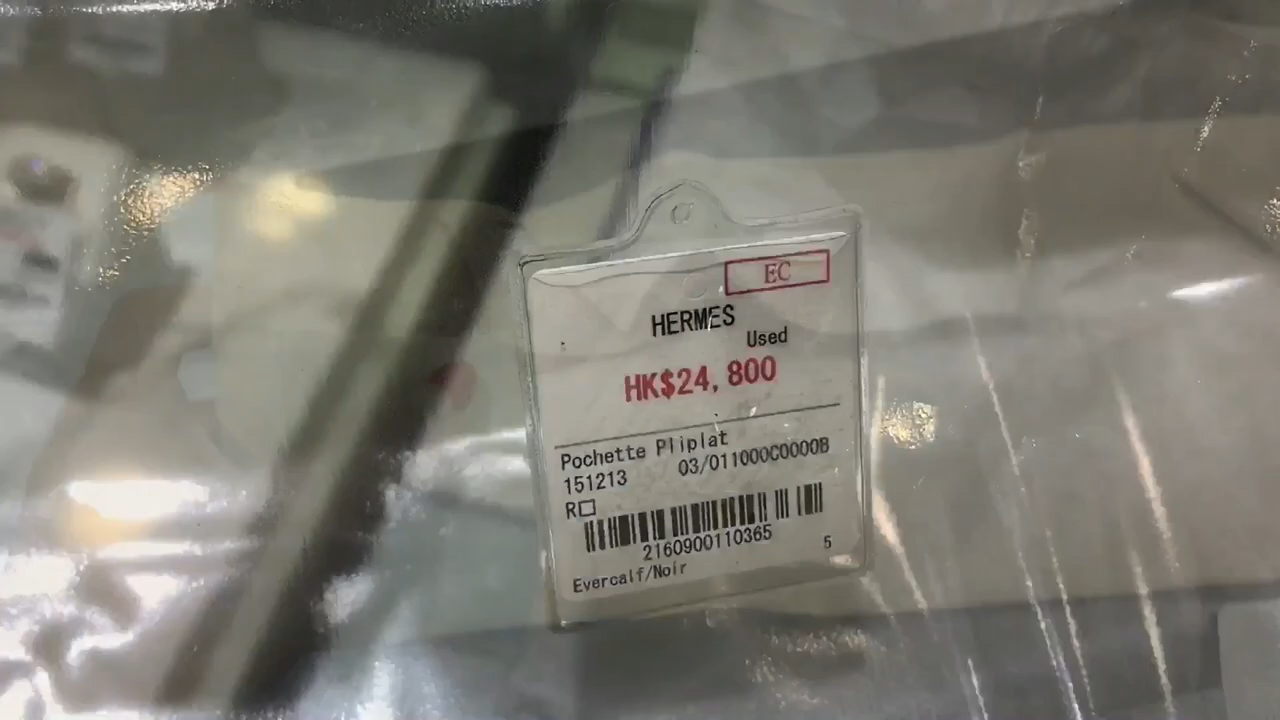 EC
HERMES
Used
HK$24,800
Pochette Pliplat
151213 03/011000C0000B
R□
2160900110365 5
Evercalf/Noir